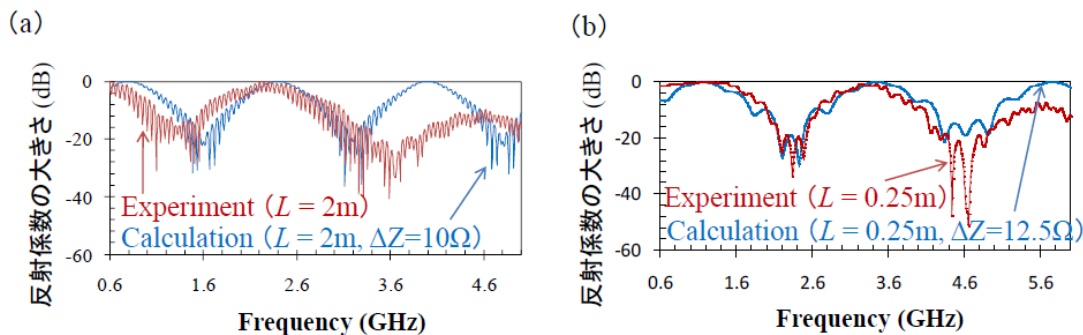 (a)
0
-20
-40
-60
反射係数の大きさ (dB)
Experiment (L = 2m)
Calculation (L = 2m, ΔZ=10Ω)
0.6 1.6 2.6 3.6 4.6
Frequency (GHz)
(b)
0
-20
-40
-60
反射係数の大きさ (dB)
Experiment (L = 0.25m)
Calculation (L = 0.25m, ΔZ=12.5Ω)
0.6 1.6 2.6 3.6 4.6 5.6
Frequency (GHz)